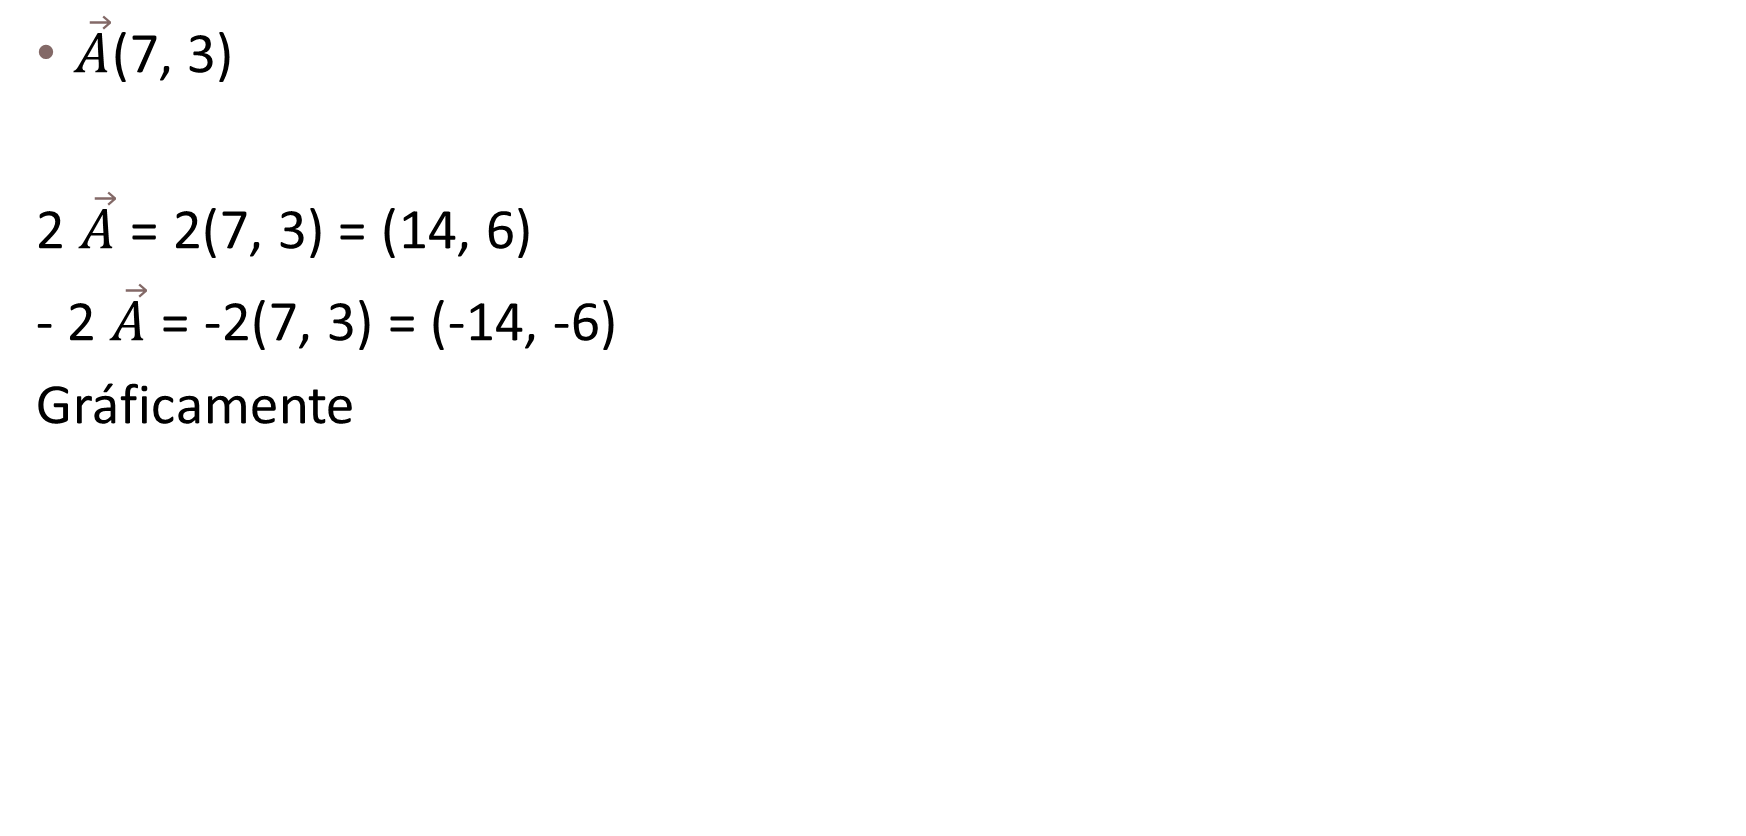 • A⃗(7, 3)
2 A⃗ = 2(7, 3) = (14, 6)
- 2 A⃗ = -2(7, 3) = (-14, -6)
Gráficamente